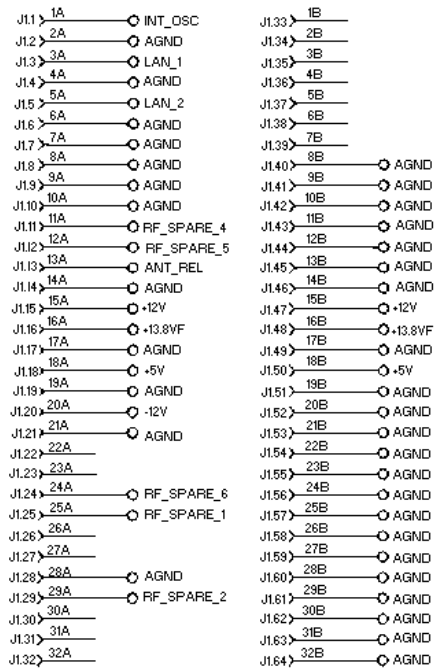 J1.1 1A INT_OSC
J1.2 2A AGND
J1.3 3A LAN_1
J1.4 4A AGND
J1.5 5A LAN_2
J1.6 6A AGND
J1.7 7A AGND
J1.8 8A AGND
J1.9 9A AGND
J1.10 10A AGND
J1.11 11A RF_SPARE_4
J1.12 12A RF_SPARE_5
J1.13 13A ANT_REL
J1.14 14A AGND
J1.15 15A +12V
J1.16 16A +13.8VF
J1.17 17A AGND
J1.18 18A +5V
J1.19 19A AGND
J1.20 20A -12V
J1.21 21A AGND
J1.22 22A
J1.23 23A
J1.24 24A RF_SPARE_6
J1.25 25A RF_SPARE_1
J1.26 26A
J1.27 27A
J1.28 28A AGND
J1.29 29A RF_SPARE_2
J1.30 30A
J1.31 31A
J1.32 32A
J1.33 1B
J1.34 2B
J1.35 3B
J1.36 4B
J1.37 5B
J1.38 6B
J1.39 7B
J1.40 8B AGND
J1.41 9B AGND
J1.42 10B AGND
J1.43 11B AGND
J1.44 12B AGND
J1.45 13B AGND
J1.46 14B AGND
J1.47 15B +12V
J1.48 16B +13.8VF
J1.49 17B AGND
J1.50 18B +5V
J1.51 19B AGND
J1.52 20B AGND
J1.53 21B AGND
J1.54 22B AGND
J1.55 23B AGND
J1.56 24B AGND
J1.57 25B AGND
J1.58 26B AGND
J1.59 27B AGND
J1.60 28B AGND
J1.61 29B AGND
J1.62 30B AGND
J1.63 31B AGND
J1.64 32B AGND